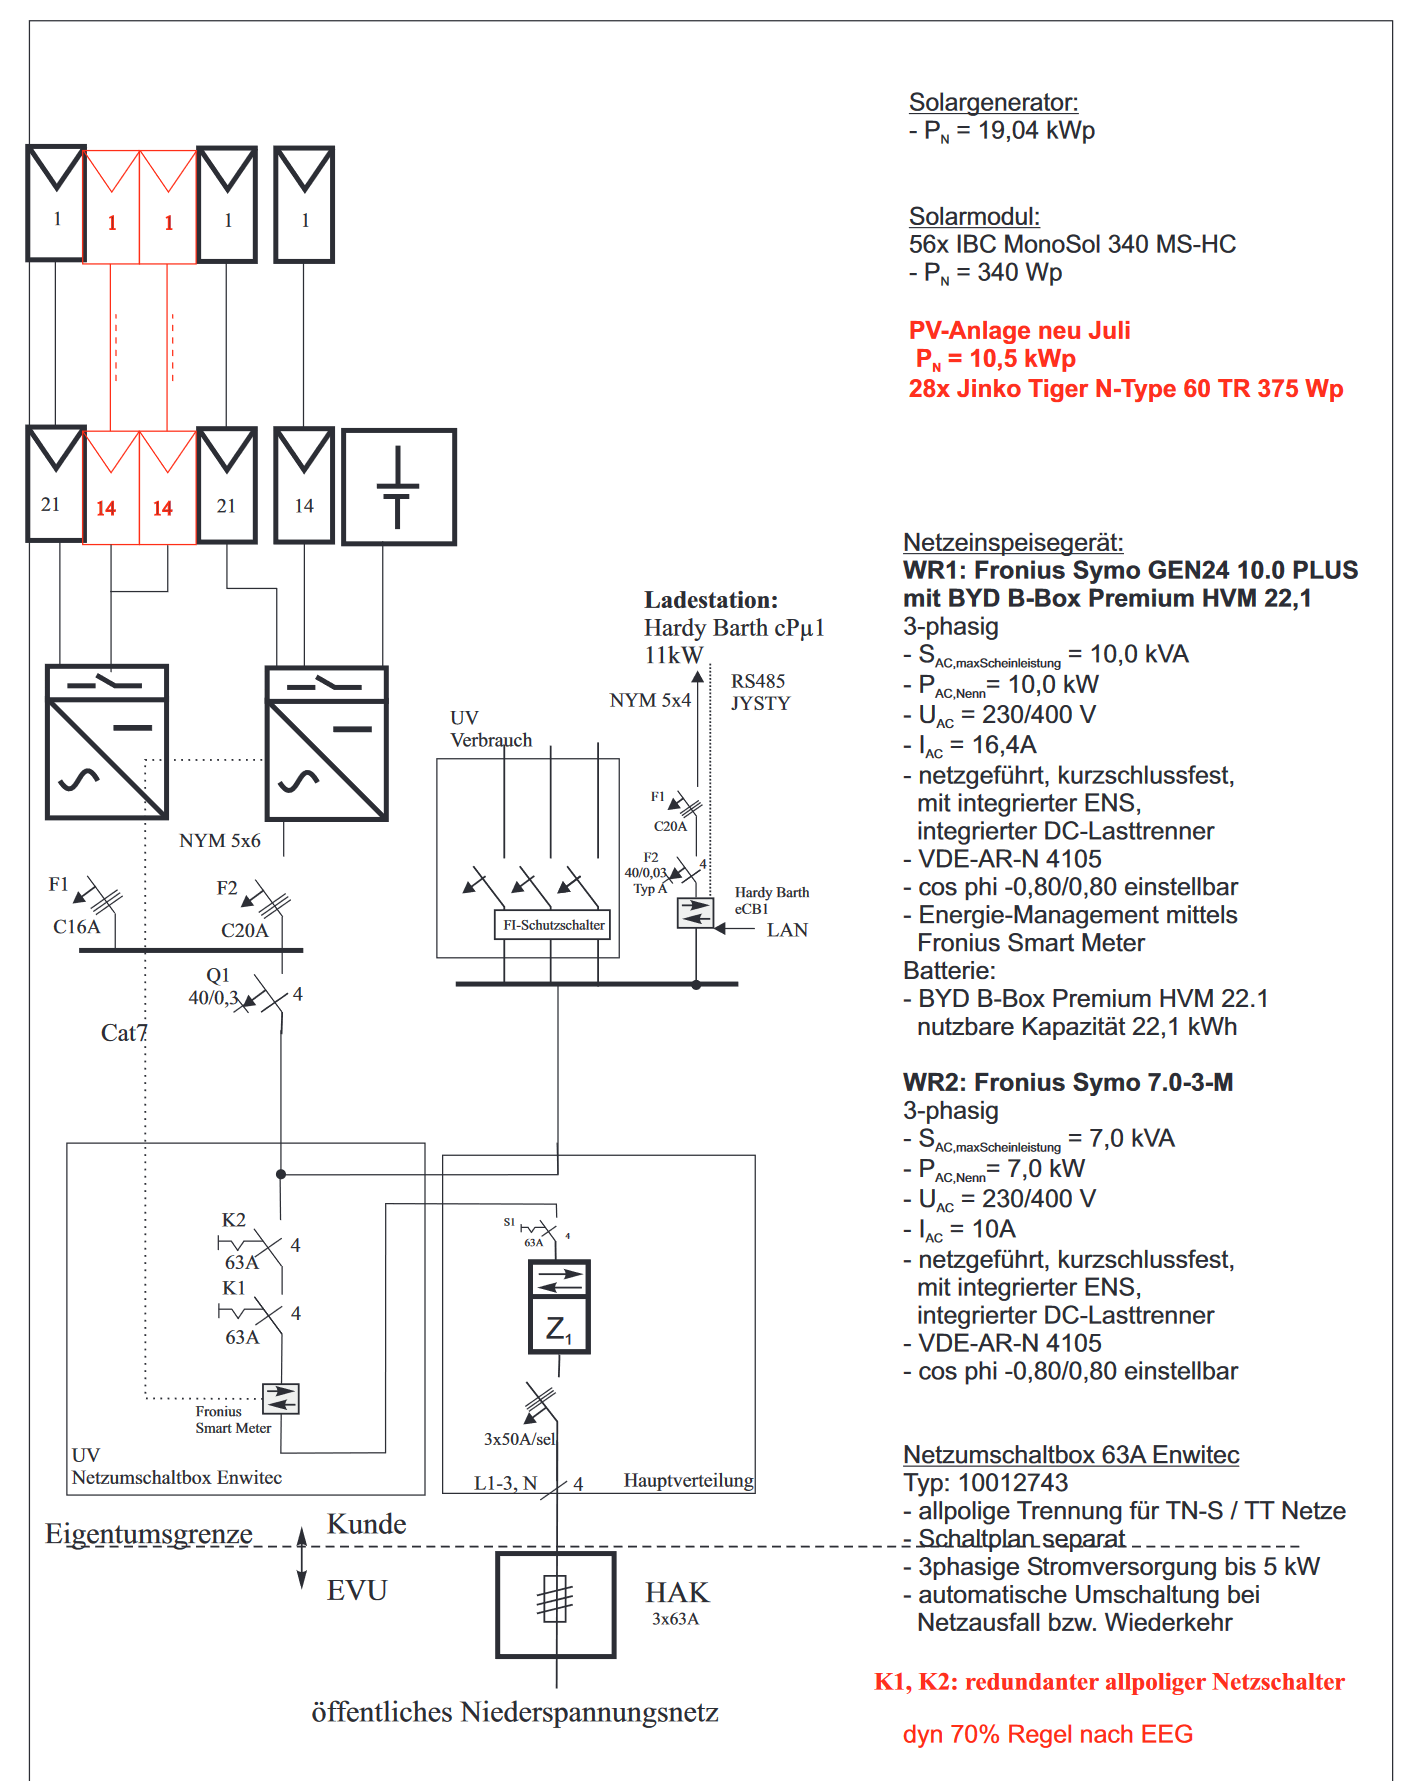 Solargenerator:
- PN = 19,04 kWp
Solarmodul:
56x IBC MonoSol 340 MS-HC
- PN = 340 Wp
PV-Anlage neu Juli
PN = 10,5 kWp
28x Jinko Tiger N-Type 60 TR 375 Wp
1 1 1 1 1
21 14 14 21 14
Netzeinspeisegerät:
WR1: Fronius Symo GEN24 10.0 PLUS
mit BYD B-Box Premium HVM 22,1
3-phasig
- SAC,maxScheinleistung = 10,0 kVA
- PAC,Nenn= 10,0 kW
- UAC = 230/400 V
- IAC = 16,4A
- netzgeführt, kurzschlussfest,
mit integrierter ENS,
integrierter DC-Lasttrenner
- VDE-AR-N 4105
- cos phi -0,80/0,80 einstellbar
- Energie-Management mittels
Fronius Smart Meter
Batterie:
- BYD B-Box Premium HVM 22.1
nutzbare Kapazität 22,1 kWh
WR2: Fronius Symo 7.0-3-M
3-phasig
- SAC,maxScheinleistung = 7,0 kVA
- PAC,Nenn= 7,0 kW
- UAC = 230/400 V
- IAC = 10A
- netzgeführt, kurzschlussfest,
mit integrierter ENS,
integrierter DC-Lasttrenner
- VDE-AR-N 4105
- cos phi -0,80/0,80 einstellbar
Netzumschaltbox 63A Enwitec
Typ: 10012743
- allpolige Trennung für TN-S / TT Netze
- Schaltplan separat
- 3phasige Stromversorgung bis 5 kW
- automatische Umschaltung bei
Netzausfall bzw. Wiederkehr
K1, K2: redundanter allpoliger Netzschalter
dyn 70% Regel nach EEG
Ladestation:
Hardy Barth cPµ1
11kW
NYM 5x4
RS485
JYSTY
UV
Verbrauch
F1
C20A
F2
40/0,03
Typ A
4
Hardy Barth
eCB1
LAN
FI-Schutzschalter
NYM 5x6
F1
C16A
F2
C20A
Q1
40/0,3
4
Cat7
K2
63A
4
K1
63A
4
Fronius
Smart Meter
UV
Netzumschaltbox Enwitec
S1
63A
4
Z1
3x50A/sel
L1-3, N
4
Hauptverteilung
Eigentumsgrenze
Kunde
EVU
HAK
3x63A
öffentliches Niederspannungsnetz